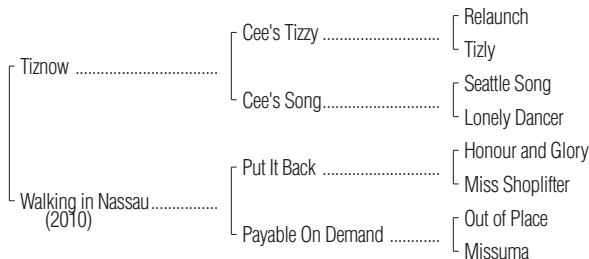 Relaunch
Cee's Tizzy ..............................
Tizly
Tiznow ....................................
Seattle Song
Cee's Song..............................
Lonely Dancer
Honour and Glory
Put It Back ..............................
Miss Shoplifter
Walking in Nassau.................
(2010)
Out of Place
Payable On Demand ............
Missuma